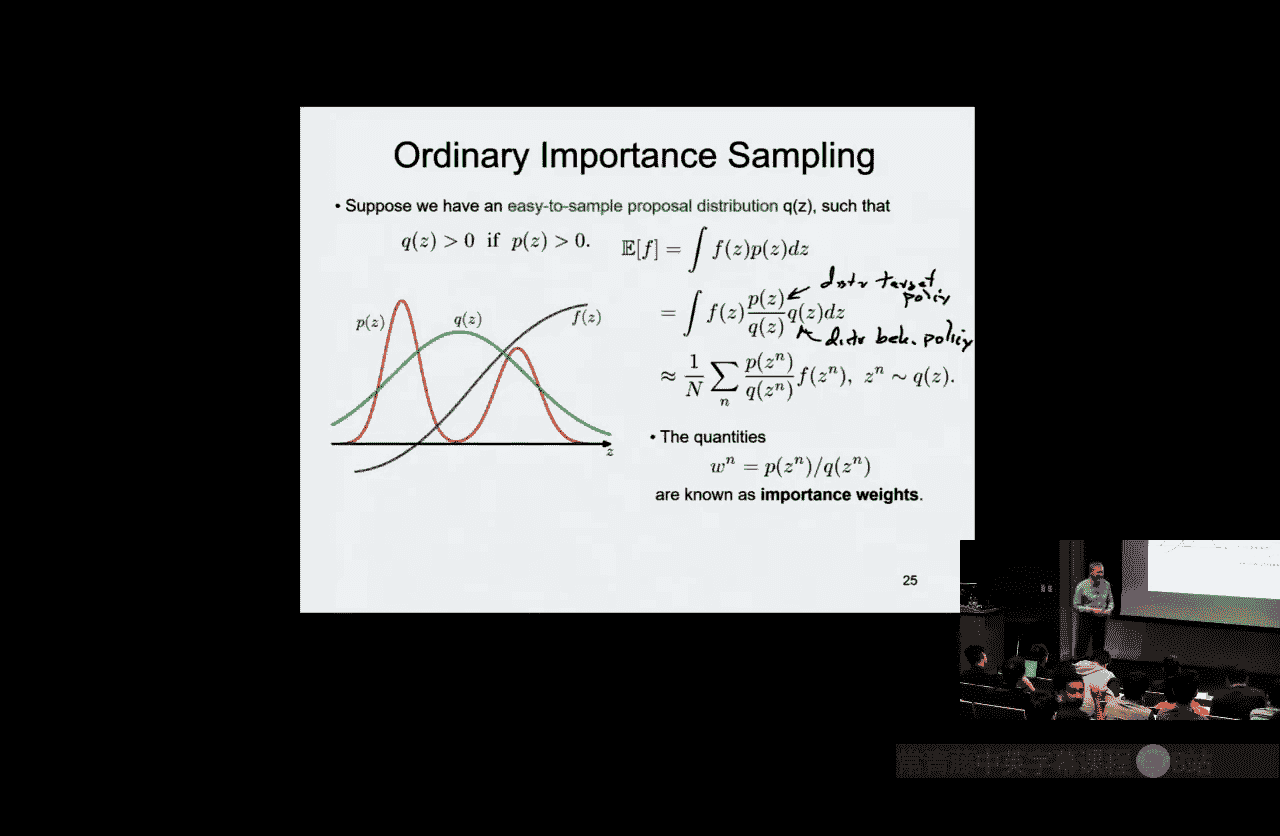 Ordinary Importance Sampling
• Suppose we have an easy-to-sample proposal distribution q(z), such that
q(z) > 0 if p(z) > 0.
𝔼[f] = ∫ f(z)p(z)dz
= ∫ f(z) p(z)/q(z) q(z)dz
distr target policy
distr beh. policy
≈ 1/N ∑_n p(z^n)/q(z^n) f(z^n), z^n ∼ q(z).
p(z)
q(z)
f(z)
z
• The quantities
w^n = p(z^n)/q(z^n)
are known as importance weights.
25